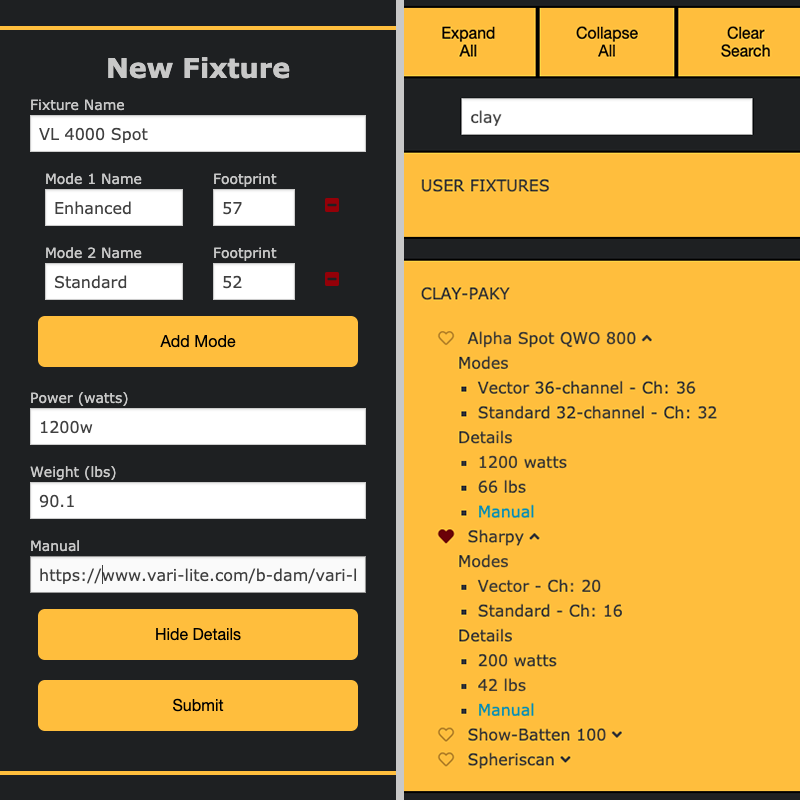 New Fixture
Fixture Name
VL 4000 Spot
Mode 1 Name Footprint
Enhanced 57
Mode 2 Name Footprint
Standard 52
Add Mode
Power (watts)
1200w
Weight (lbs)
90.1
Manual
https://www.vari-lite.com/b-dam/vari-l
Hide Details
Submit
Expand All
Collapse All
Clear Search
clay
USER FIXTURES
CLAY-PAKY
Alpha Spot QWO 800
Modes
Vector 36-channel - Ch: 36
Standard 32-channel - Ch: 32
Details
1200 watts
66 lbs
Manual
Sharpy
Modes
Vector - Ch: 20
Standard - Ch: 16
Details
200 watts
42 lbs
Manual
Show-Batten 100
Spheriscan